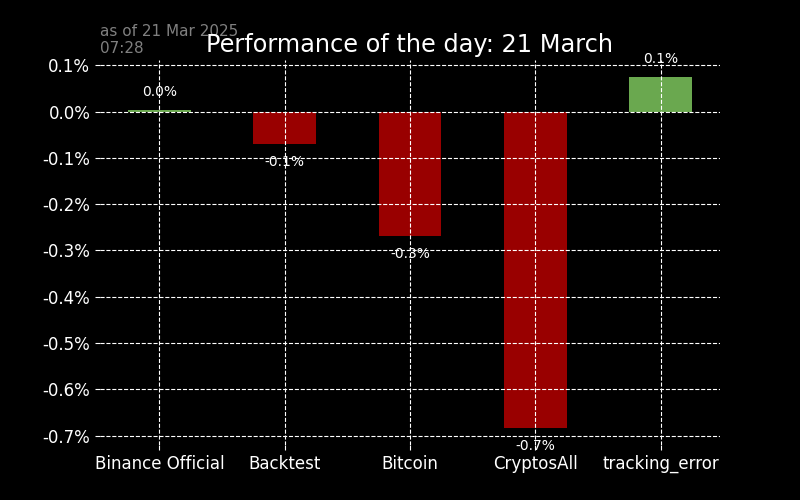 as of 21 Mar 2025
07:28
Performance of the day: 21 March
0.1%
0.0%
-0.1%
-0.2%
-0.3%
-0.4%
-0.5%
-0.6%
-0.7%
0.0%
-0.1%
-0.3%
-0.7%
0.1%
Binance Official
Backtest
Bitcoin
CryptosAll
tracking_error